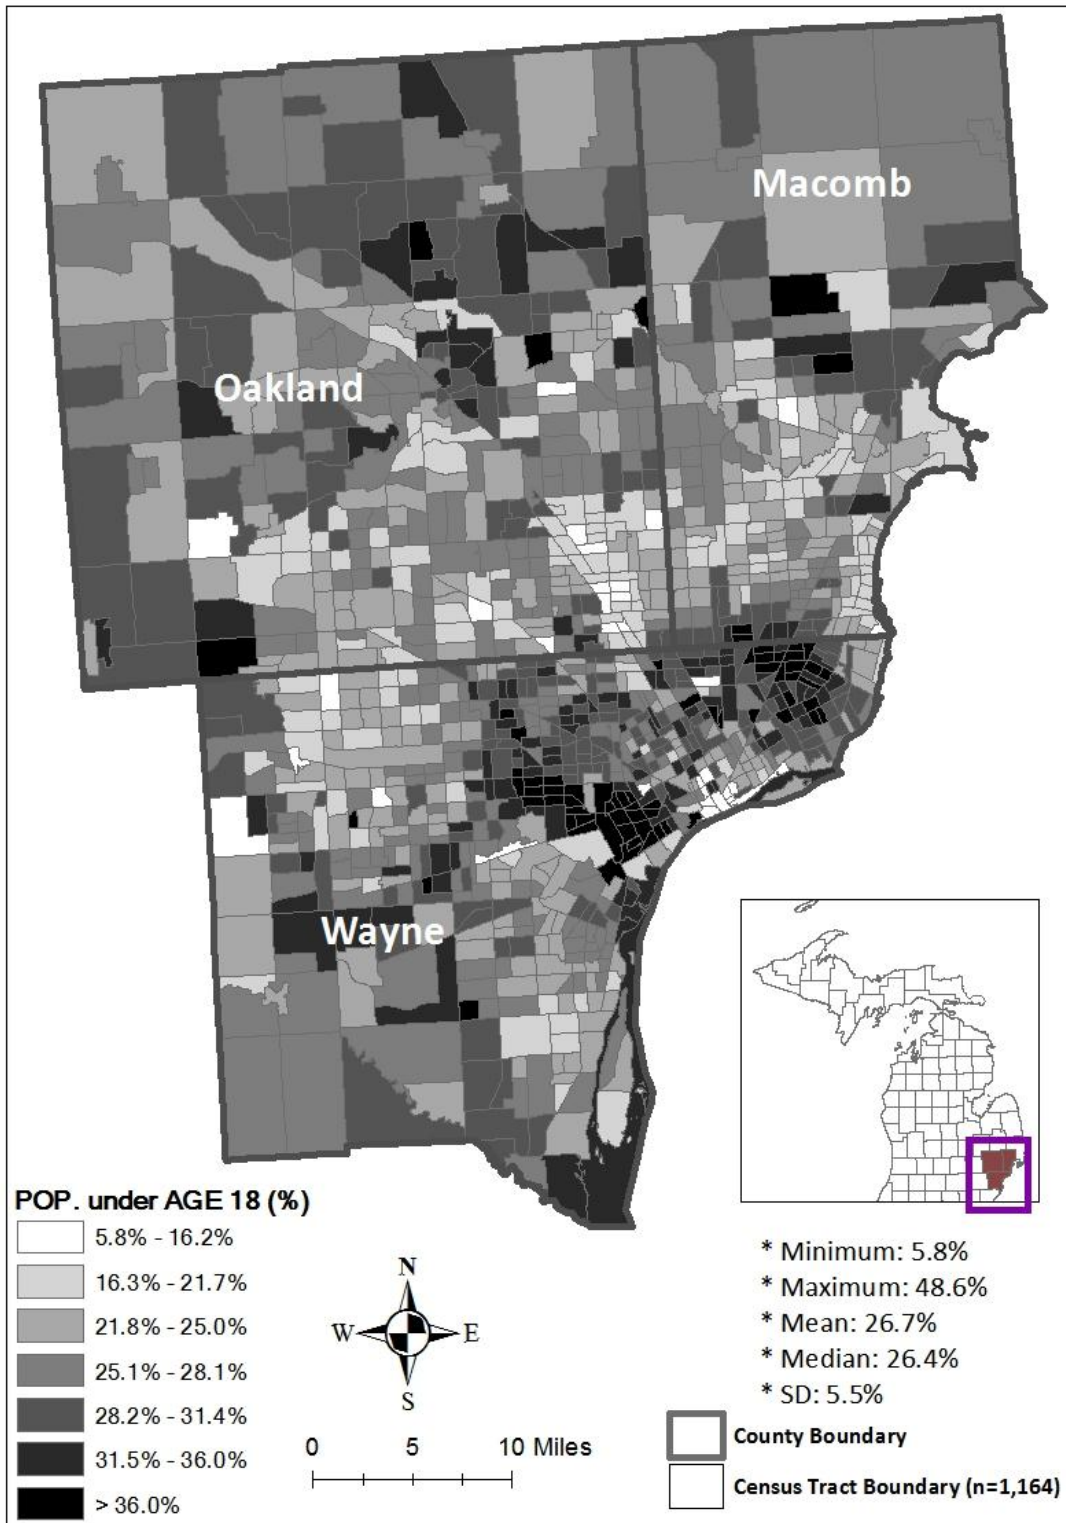 Macomb
Oakland
Wayne
POP. under AGE 18 (%)
5.8% - 16.2%
16.3% - 21.7%
21.8% - 25.0%
25.1% - 28.1%
28.2% - 31.4%
31.5% - 36.0%
> 36.0%
N
W E
S
0 5 10 Miles
* Minimum: 5.8%
* Maximum: 48.6%
* Mean: 26.7%
* Median: 26.4%
* SD: 5.5%
County Boundary
Census Tract Boundary (n=1,164)